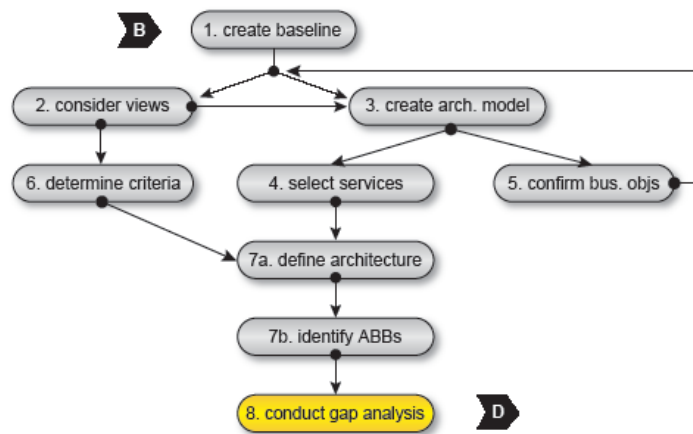 B
1. create baseline
2. consider views
3. create arch. model
6. determine criteria
4. select services
5. confirm bus. objs
7a. define architecture
7b. identify ABBs
8. conduct gap analysis
D